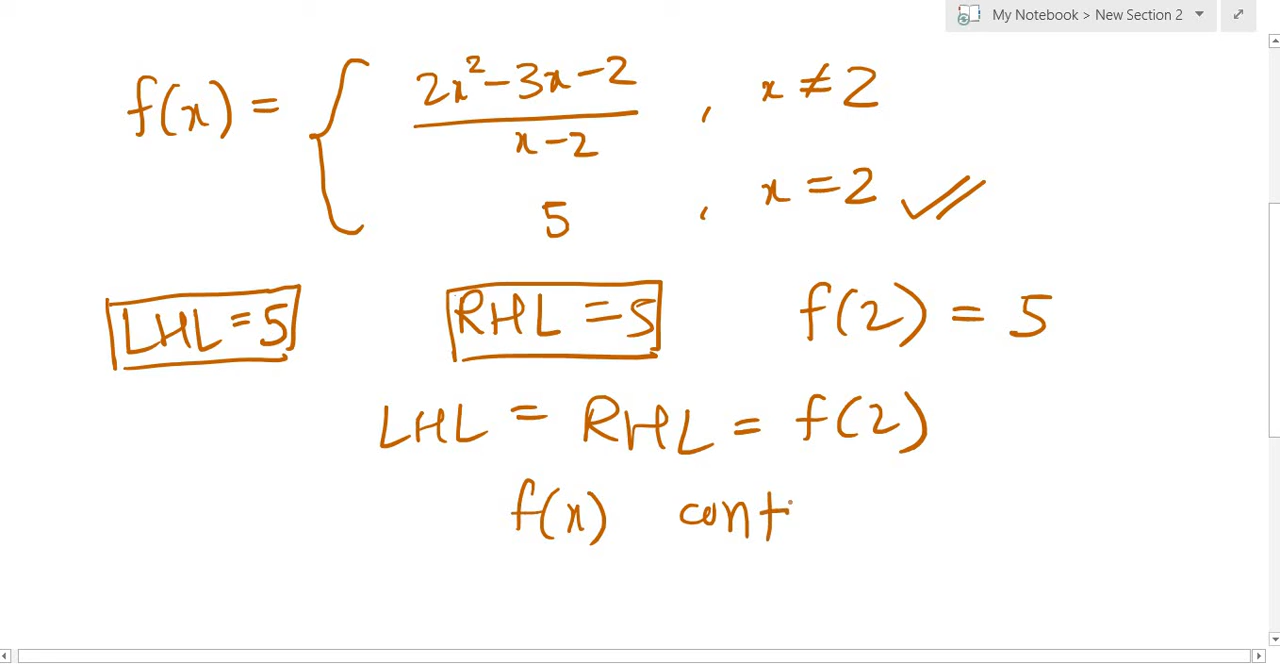 My Notebook > New Section 2
f(x) = { (2x²-3x-2)/(x-2) , x ≠ 2
5 , x = 2
LHL = 5 RHL = 5 f(2) = 5
LHL = RHL = f(2)
f(x) cont